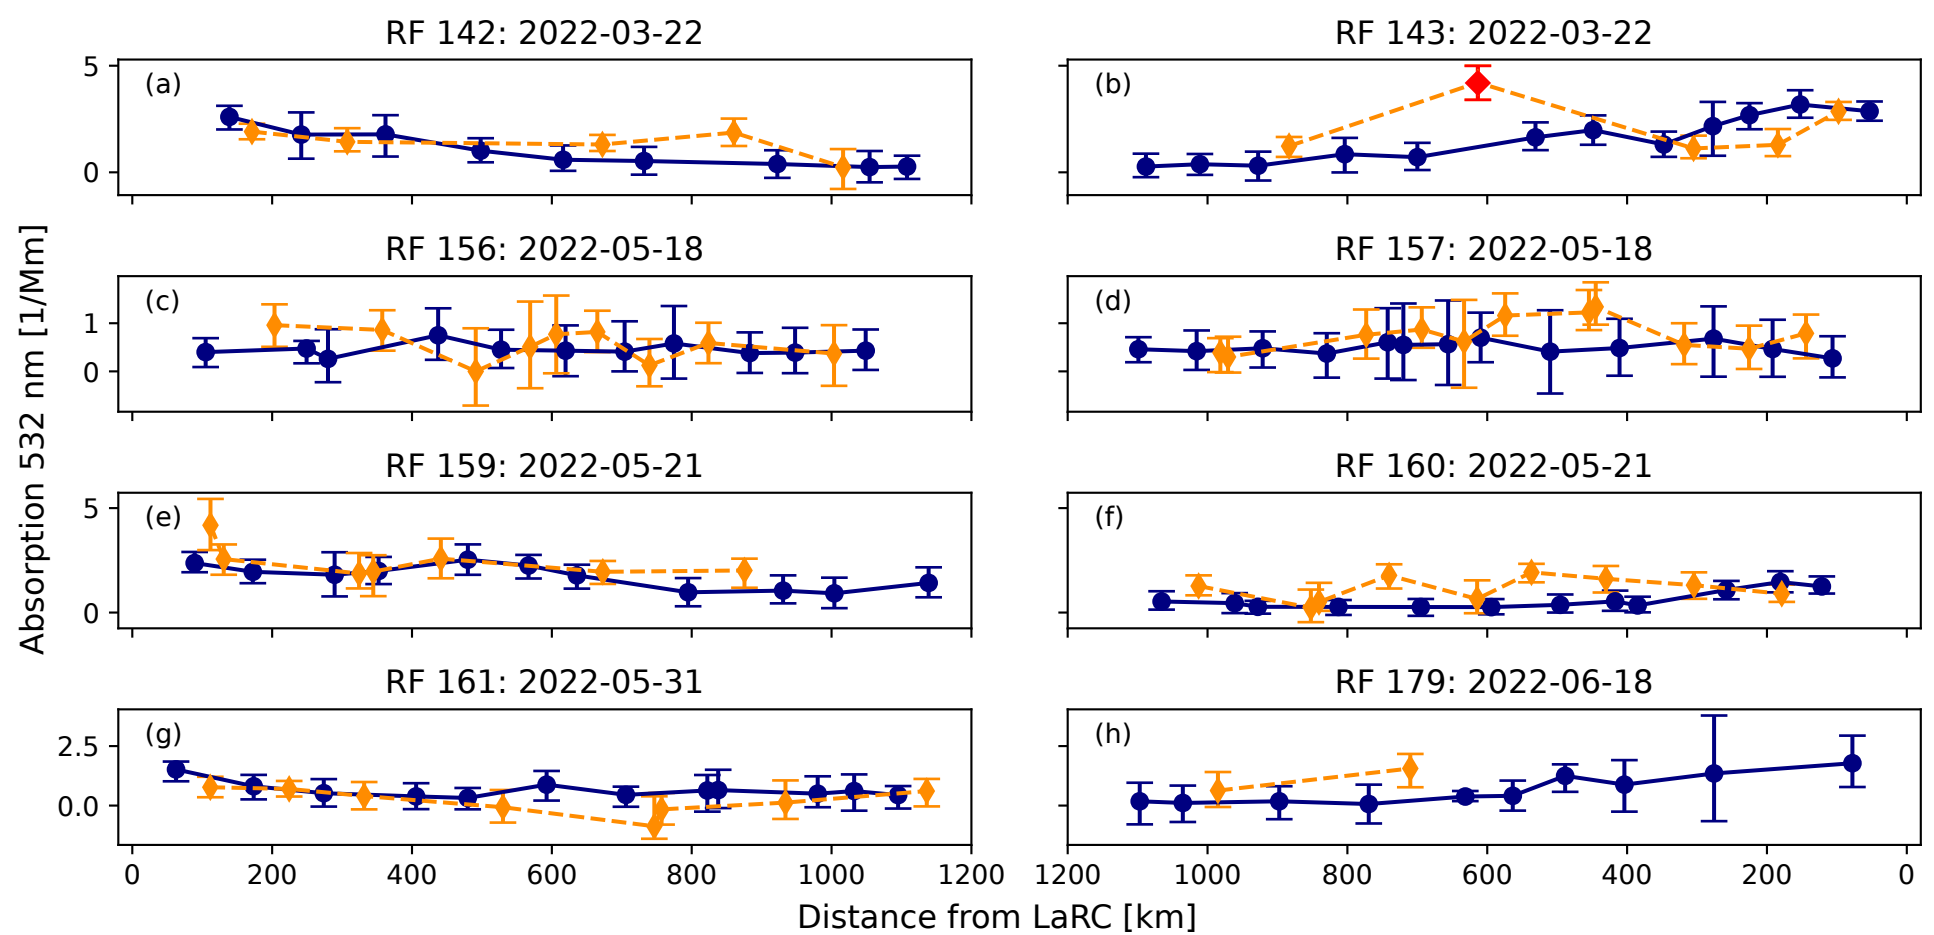 RF 142: 2022-03-22
RF 143: 2022-03-22
5
0
(a)
(b)
RF 156: 2022-05-18
RF 157: 2022-05-18
1
0
(c)
(d)
Absorption 532 nm [1/Mm]
RF 159: 2022-05-21
RF 160: 2022-05-21
5
0
(e)
(f)
RF 161: 2022-05-31
RF 179: 2022-06-18
2.5
0.0
(g)
(h)
0 200 400 600 800 1000 1200
1200 1000 800 600 400 200 0
Distance from LaRC [km]